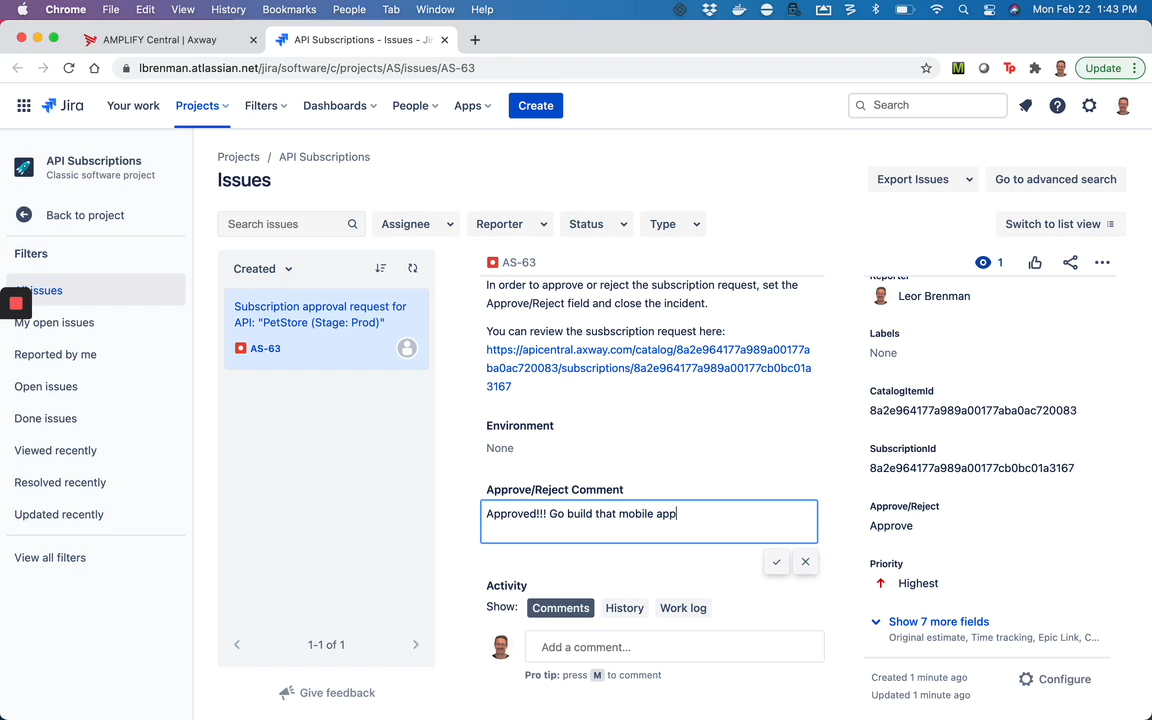 Chrome File Edit View History Bookmarks People Tab Window Help Mon Feb 22 1:43 PM
AMPLIFY Central | Axway
API Subscriptions - Issues - Jir
lbrenman.atlassian.net/jira/software/c/projects/AS/issues/AS-63
M
Tp
Update
Jira
Your work
Projects
Filters
Dashboards
People
Apps
Create
Search
API Subscriptions
Classic software project
Back to project
Filters
issues
My open issues
Reported by me
Open issues
Done issues
Viewed recently
Resolved recently
Updated recently
View all filters
Projects / API Subscriptions
Issues
Export Issues
Go to advanced search
Search issues
Assignee
Reporter
Status
Type
Switch to list view
Created
Subscription approval request for
API: "PetStore (Stage: Prod)"
AS-63
1-1 of 1
Give feedback
AS-63
1
In order to approve or reject the subscription request, set the
Approve/Reject field and close the incident.
You can review the susbscription request here:
https://apicentral.axway.com/catalog/8a2e964177a989a00177a
ba0ac720083/subscriptions/8a2e964177a989a00177cb0bc01a
3167
Environment
None
Approve/Reject Comment
Approved!!! Go build that mobile app
Activity
Show: Comments History Work log
Add a comment...
Pro tip: press M to comment
Reporter
Leor Brenman
Labels
None
CatalogItemId
8a2e964177a989a00177aba0ac720083
SubscriptionId
8a2e964177a989a00177cb0bc01a3167
Approve/Reject
Approve
Priority
Highest
Show 7 more fields
Original estimate, Time tracking, Epic Link, C...
Created 1 minute ago
Updated 1 minute ago
Configure